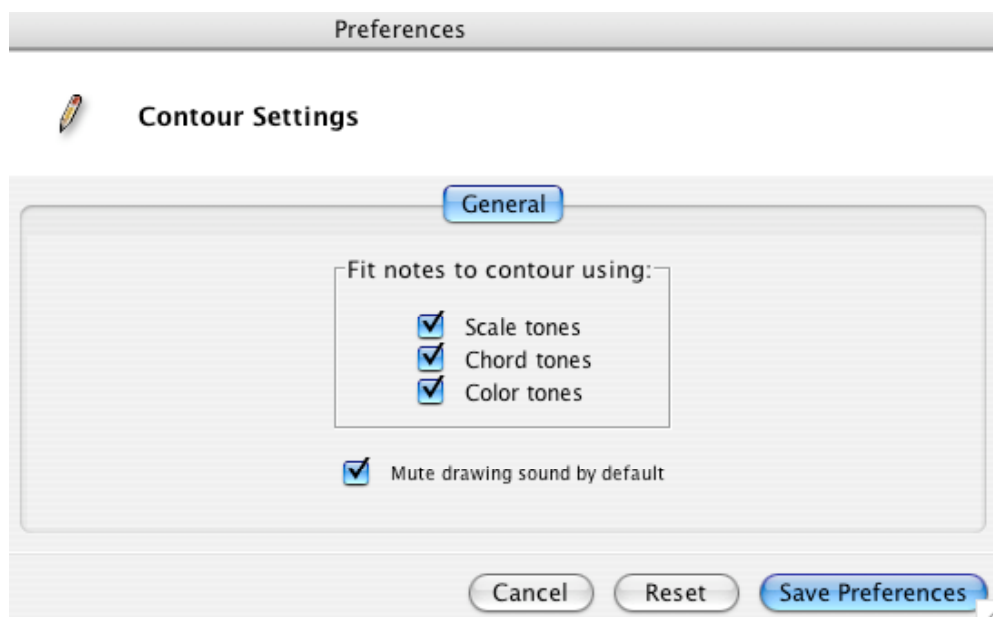 Preferences
Contour Settings
General
Fit notes to contour using:
Scale tones
Chord tones
Color tones
Mute drawing sound by default
Cancel Reset Save Preferences